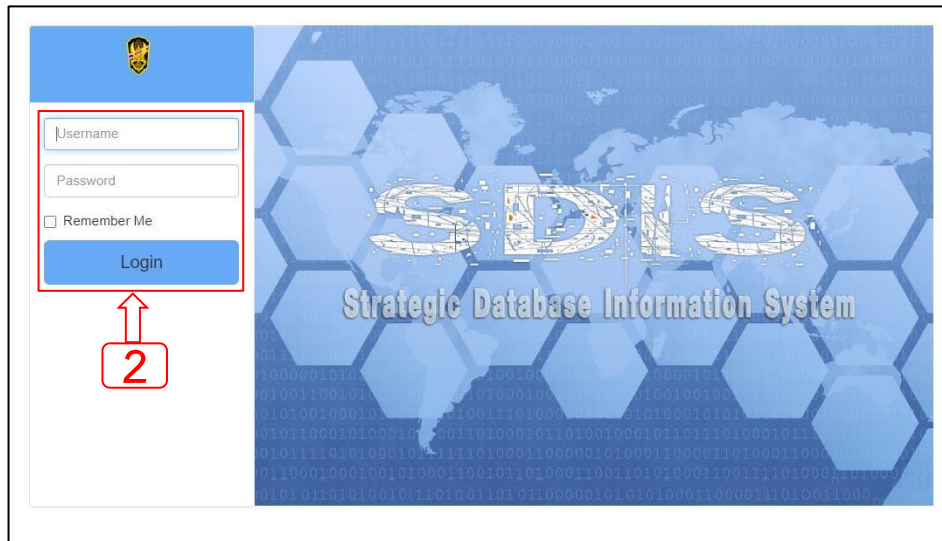 Username
Password
Remember Me
Login
2
SDIS
Strategic Database Information System